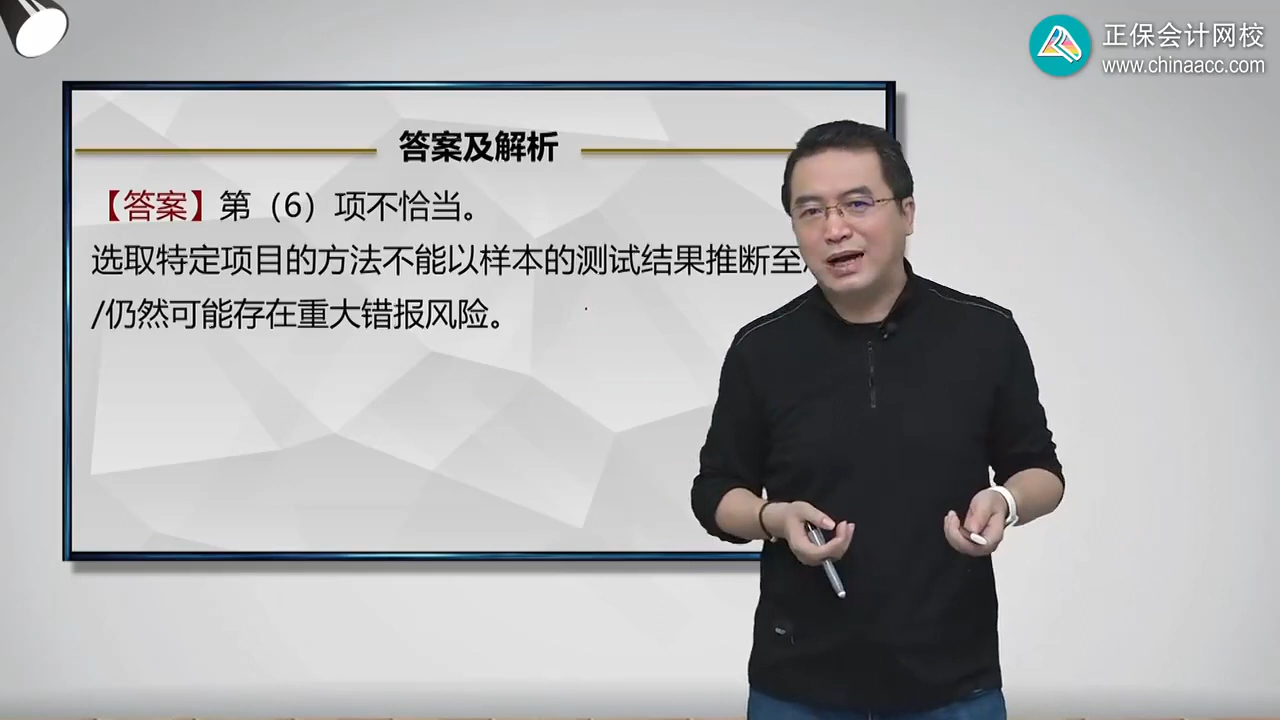 正保会计网校
www.chinaacc.com
答案及解析
【答案】第（6）项不恰当。
选取特定项目的方法不能以样本的测试结果推断至
/仍然可能存在重大错报风险。